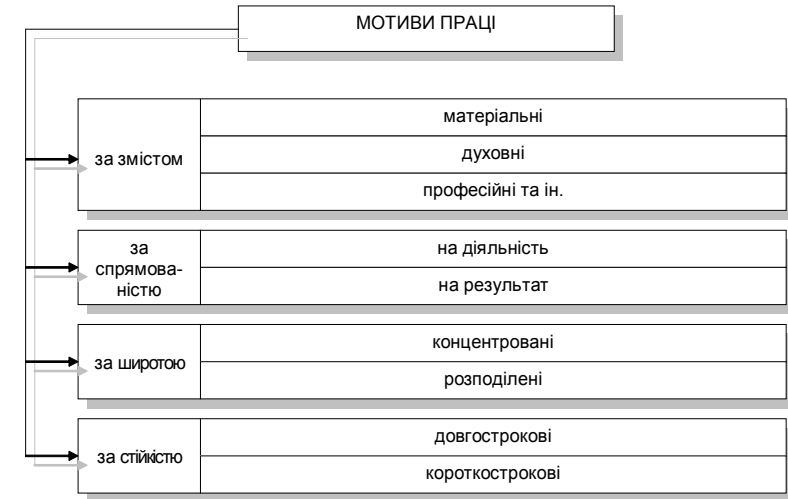 МОТИВИ ПРАЦІ
за змістом
матеріальні
духовні
професійні та ін.
за
спрямова-
ністю
на діяльність
на результат
за широтою
концентровані
розподілені
за стійкістю
довгострокові
короткострокові